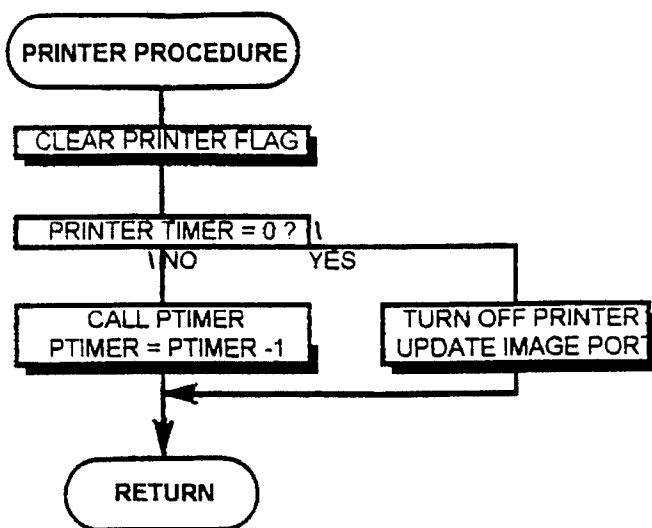 PRINTER PROCEDURE
CLEAR PRINTER FLAG
PRINTER TIMER = 0 ? \
\ NO YES
CALL PTIMER
PTIMER = PTIMER -1
TURN OFF PRINTER
UPDATE IMAGE PORT
RETURN